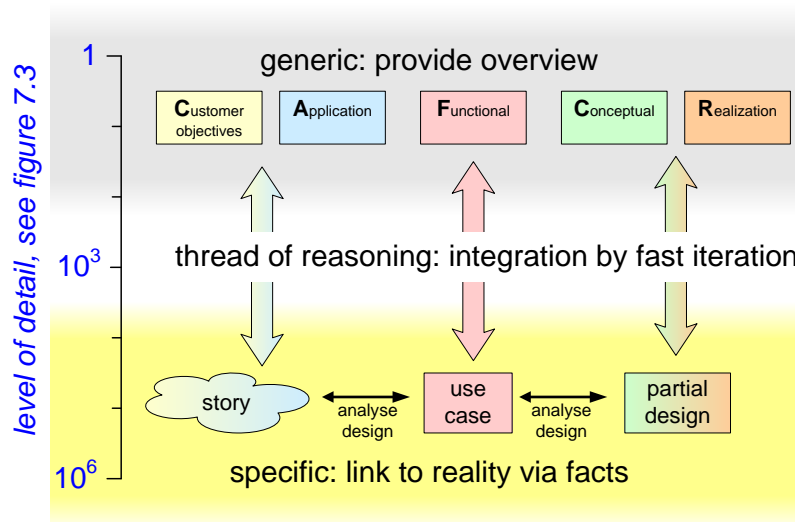 level of detail, see figure 7.3
1
generic: provide overview
Customer
objectives
Application
Functional
Conceptual
Realization
thread of reasoning: integration by fast iteration
10³
story
analyse
design
use
case
analyse
design
partial
design
10⁶
specific: link to reality via facts